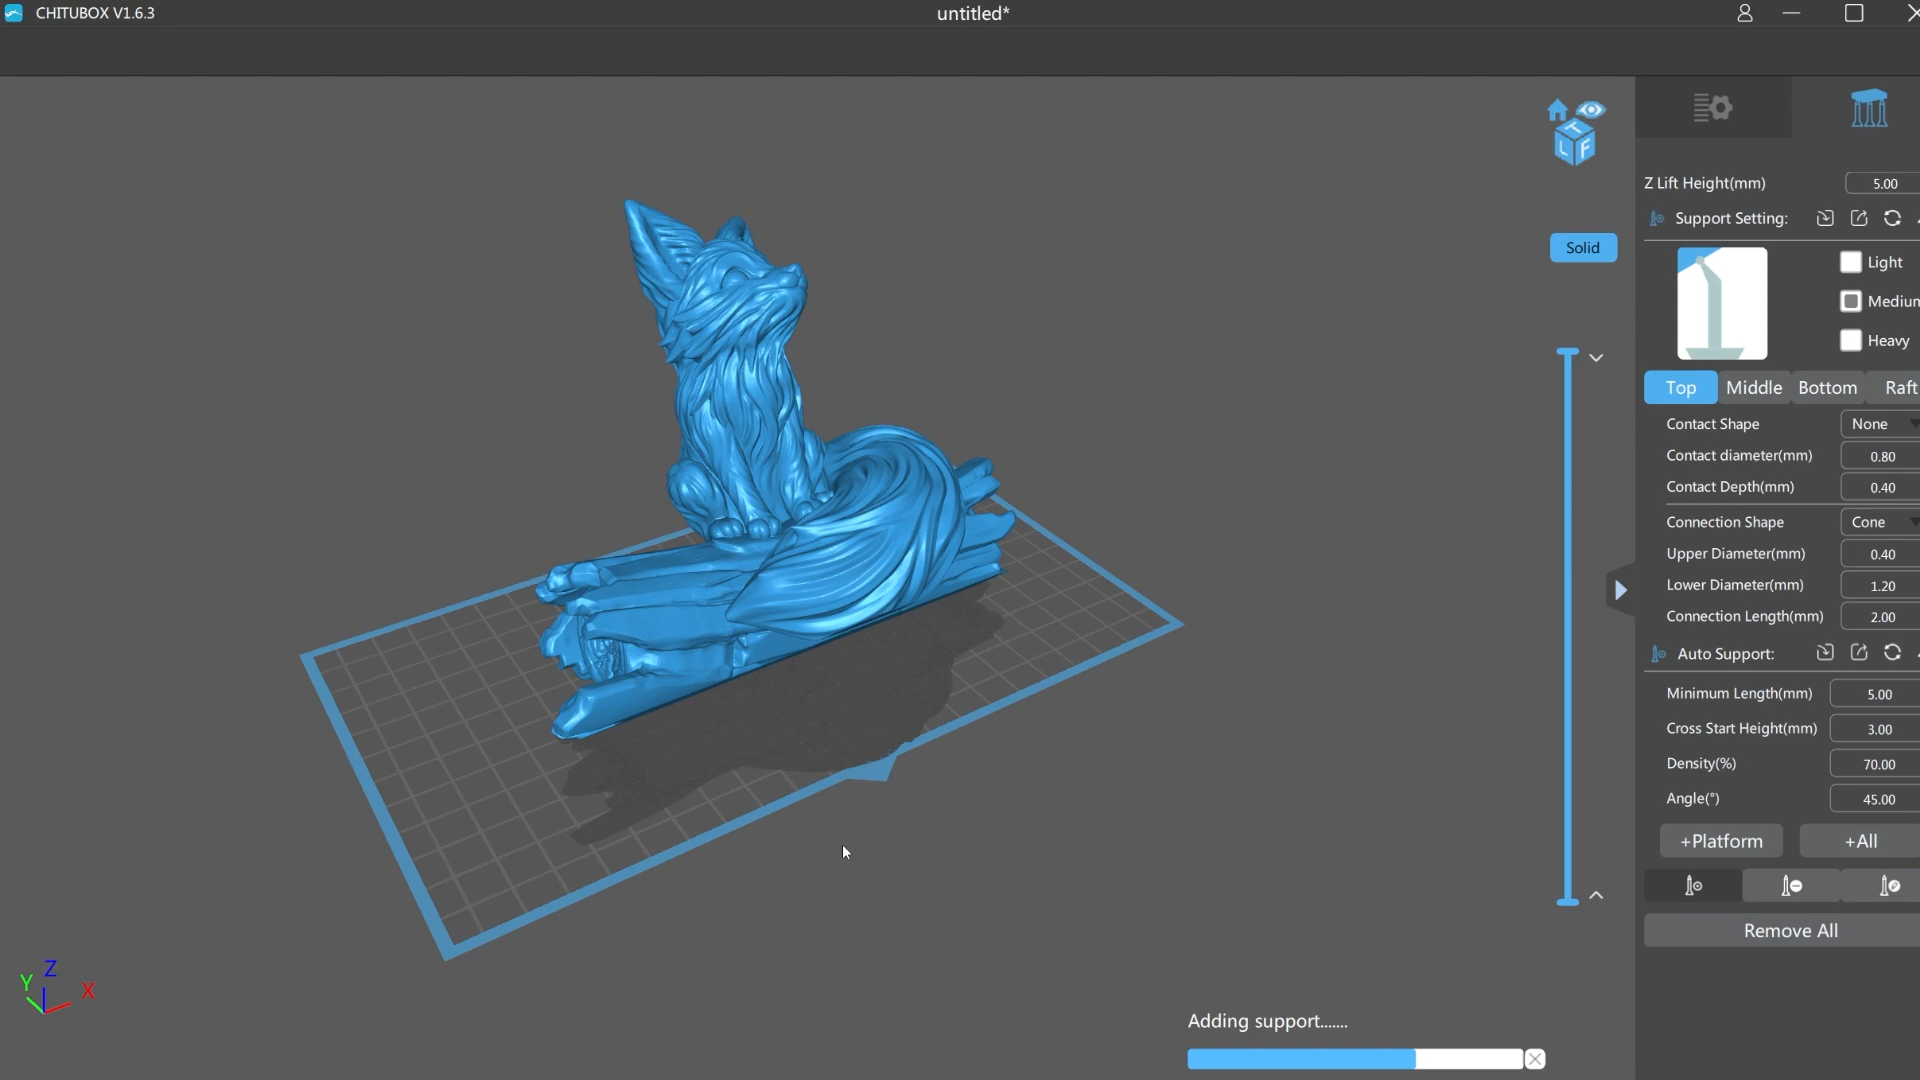 CHITUBOX V1.6.3
untitled*
T
L F
Z Lift Height(mm) 5.00
Support Setting:
Solid
Light
Medium
Heavy
Top Middle Bottom Raft
Contact Shape None
Contact diameter(mm) 0.80
Contact Depth(mm) 0.40
Connection Shape Cone
Upper Diameter(mm) 0.40
Lower Diameter(mm) 1.20
Connection Length(mm) 2.00
Auto Support:
Minimum Length(mm) 5.00
Cross Start Height(mm) 3.00
Density(%) 70.00
Angle(°) 45.00
+Platform +All
Remove All
Z
Y X
Adding support.......